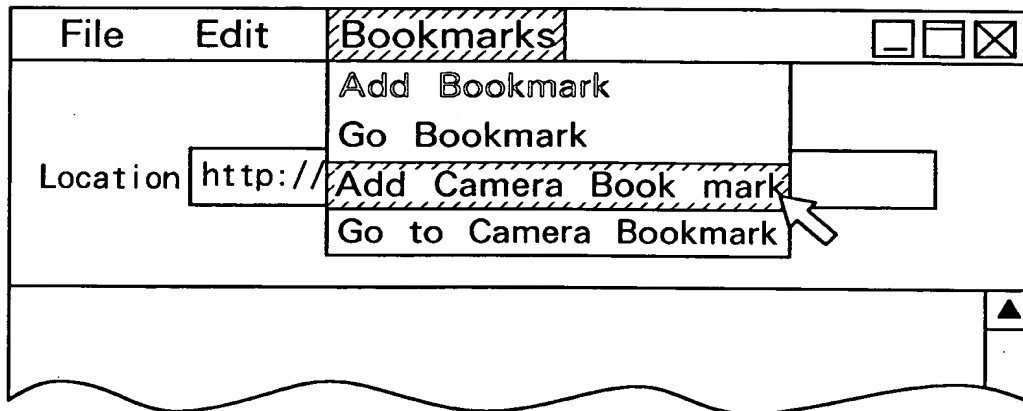 File Edit Bookmarks
Add Bookmark
Go Bookmark
Location http://
Add Camera Book mark
Go to Camera Bookmark